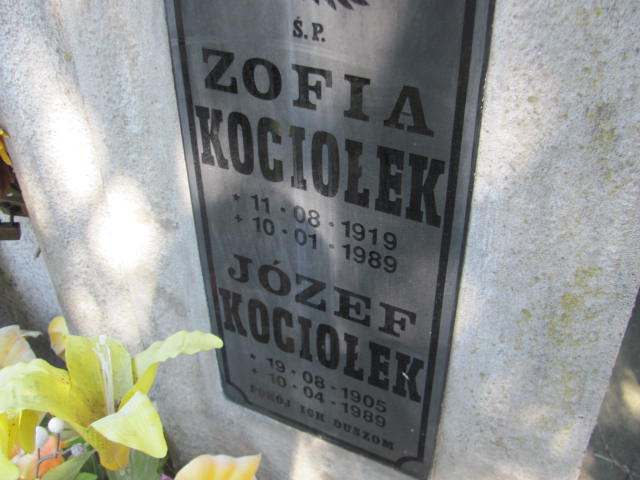 Ś.P.
ZOFIA
KOCIOŁEK
* 11-08-1919
+ 10-01-1989
JÓZEF
KOCIOŁEK
* 19-08-1905
+ 10-04-1989
POKÓJ ICH DUSZOM